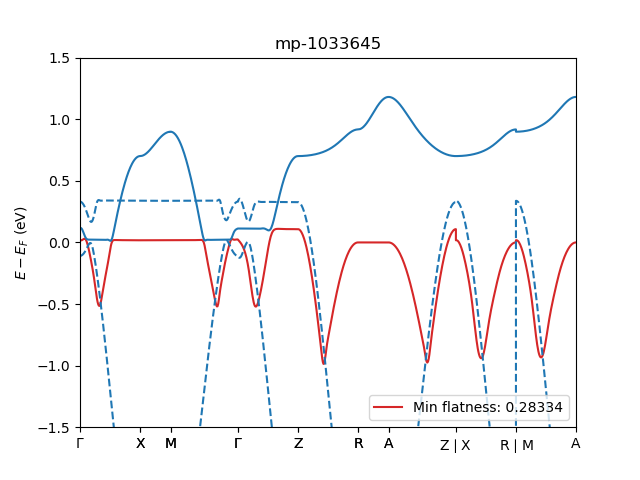 mp-1033645
1.5
1.0
0.5
0.0
−0.5
−1.0
−1.5
E − E_F (eV)
Min flatness: 0.28334
Γ X M Γ Z R A Z | X R | M A